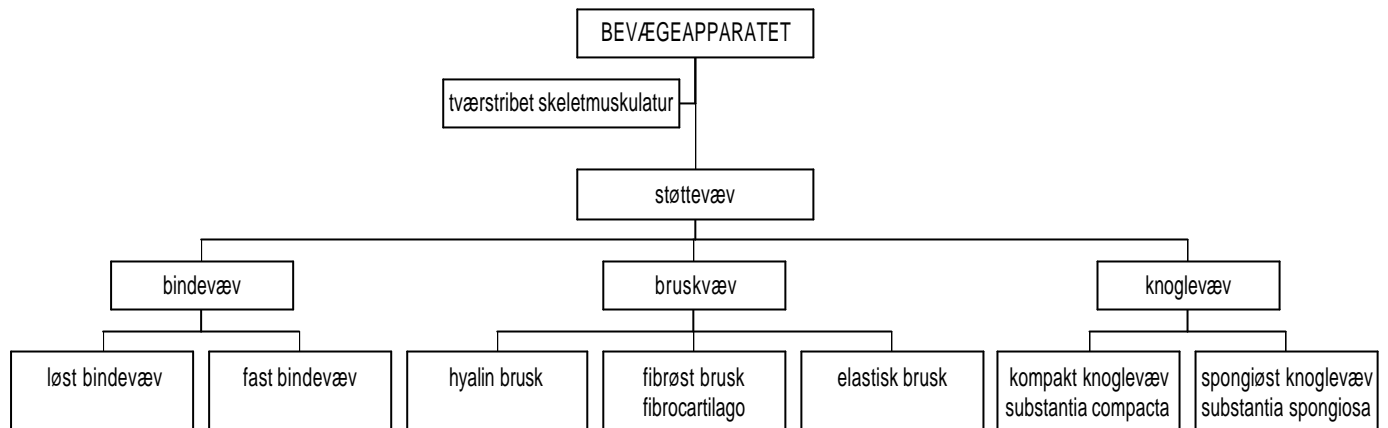 BEVÆGEAPPARATET
tværstribet skeletmuskulatur
støttevæv
bindevæv
bruskvæv
knoglevæv
løst bindevæv
fast bindevæv
hyalin brusk
fibrøst brusk
fibrocartilago
elastisk brusk
kompakt knoglevæv
substantia compacta
spongiøst knoglevæv
substantia spongiosa